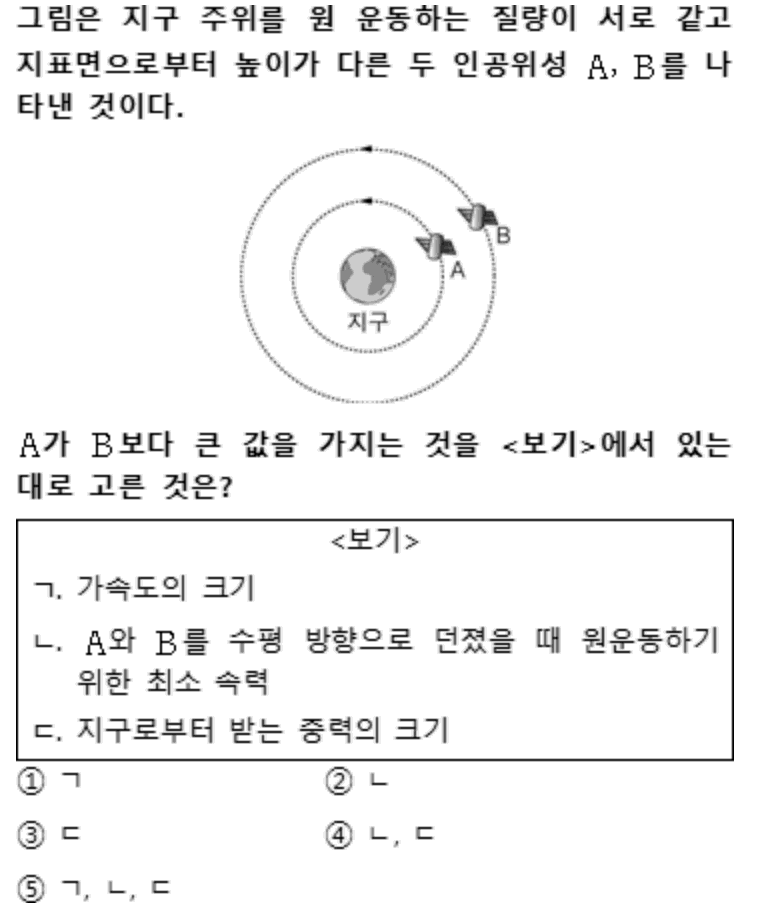 그림은 지구 주위를 원 운동하는 질량이 서로 같고
지표면으로부터 높이가 다른 두 인공위성 A, B를 나
타낸 것이다.
B
A
지구
A가 B보다 큰 값을 가지는 것을 <보기>에서 있는
대로 고른 것은?
<보기>
ㄱ. 가속도의 크기
ㄴ. A와 B를 수평 방향으로 던졌을 때 원운동하기
위한 최소 속력
ㄷ. 지구로부터 받는 중력의 크기
① ㄱ ② ㄴ
③ ㄷ ④ ㄴ, ㄷ
⑤ ㄱ, ㄴ, ㄷ